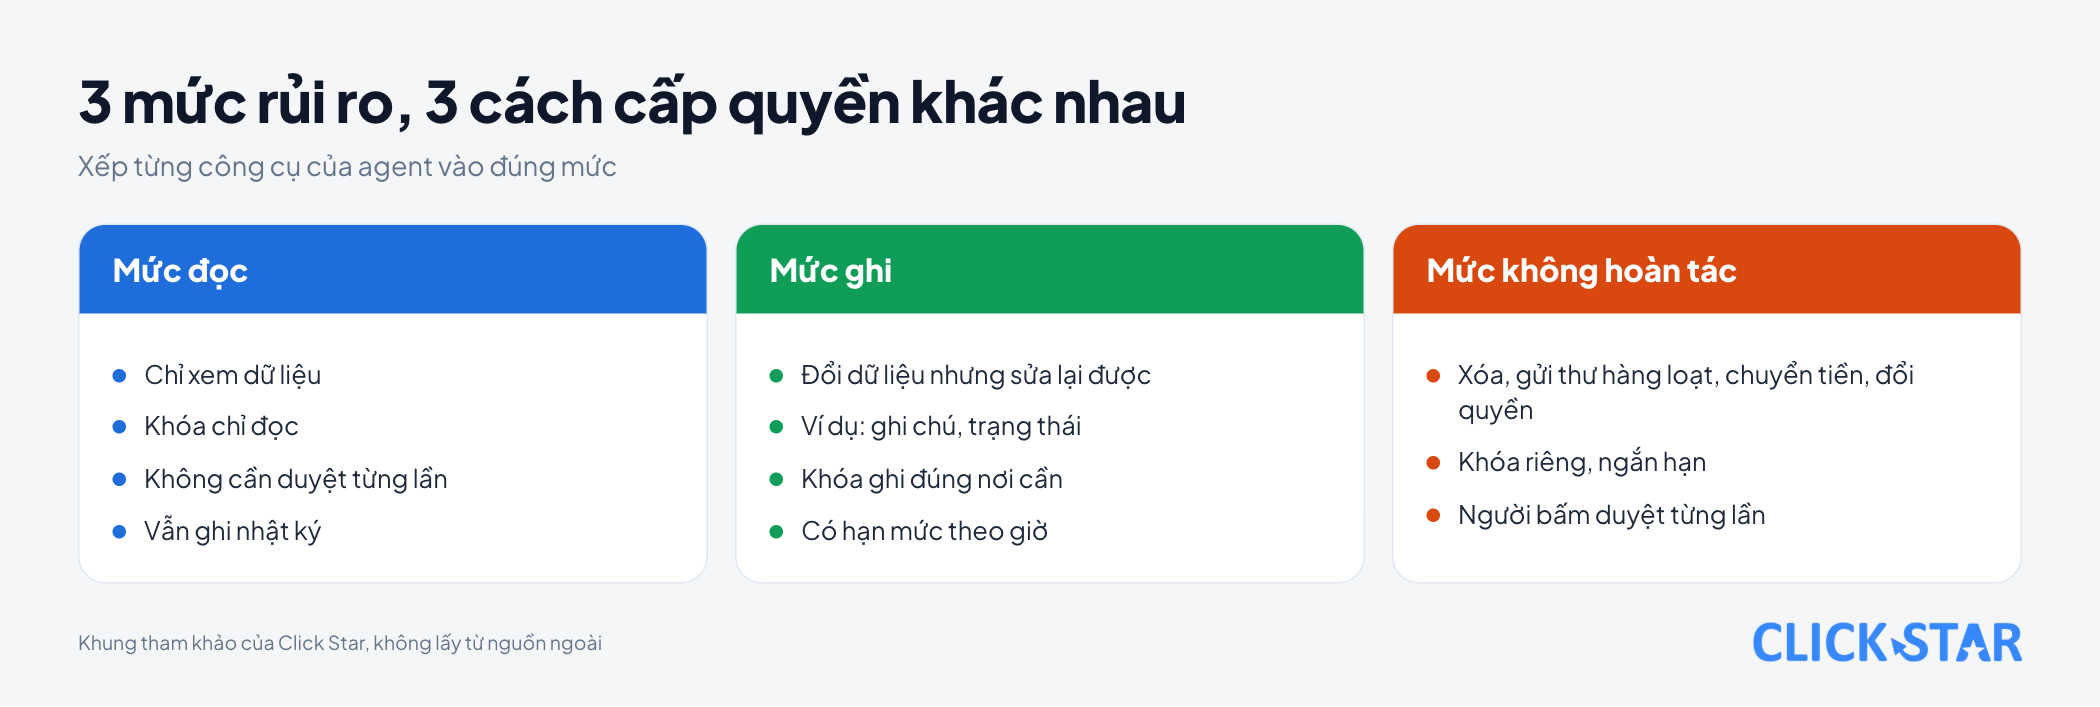 3 mức rủi ro, 3 cách cấp quyền khác nhau
Xếp từng công cụ của agent vào đúng mức
Mức đọc
Chỉ xem dữ liệu
Khóa chỉ đọc
Không cần duyệt từng lần
Vẫn ghi nhật ký
Mức ghi
Đổi dữ liệu nhưng sửa lại được
Ví dụ: ghi chú, trạng thái
Khóa ghi đúng nơi cần
Có hạn mức theo giờ
Mức không hoàn tác
Xóa, gửi thư hàng loạt, chuyển tiền, đổi
quyền
Khóa riêng, ngắn hạn
Người bấm duyệt từng lần
Khung tham khảo của Click Star, không lấy từ nguồn ngoài
CLICK STAR